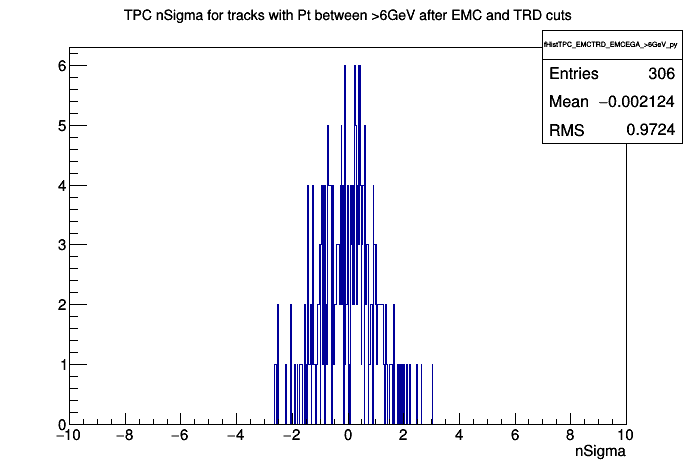 TPC nSigma for tracks with Pt between >6GeV after EMC and TRD cuts
fHistTPC_EMCTRD_EMCEGA_>6GeV_py
Entries 306
Mean −0.002124
RMS 0.9724
6
5
4
3
2
1
0
−10 −8 −6 −4 −2 0 2 4 6 8 10
nSigma